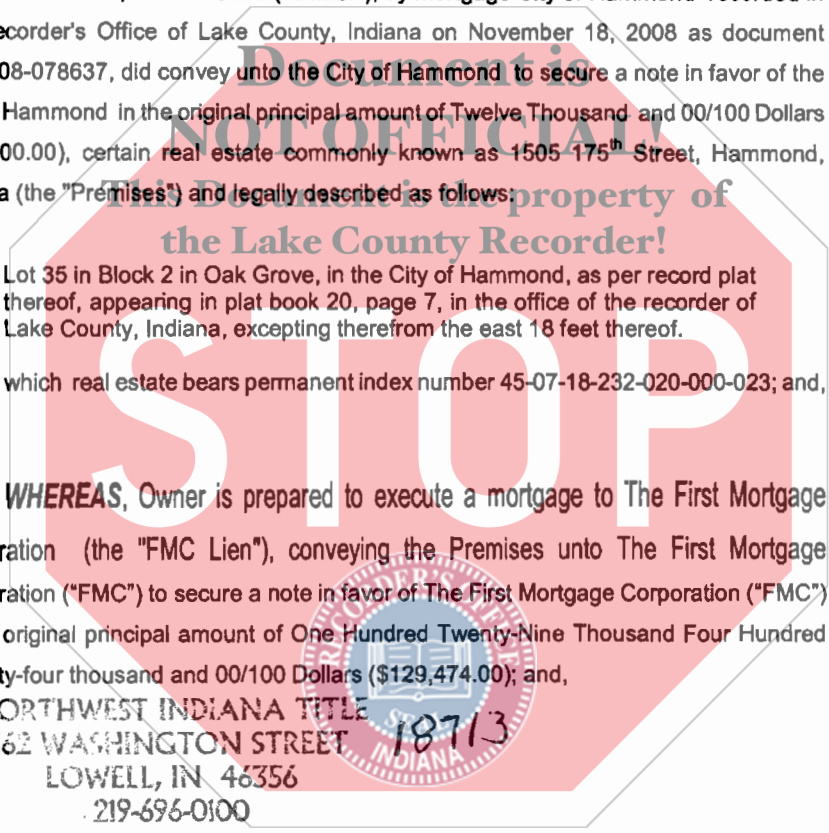 ecorder's Office of Lake County, Indiana on November 18, 2008 as document
Document is
08-078637, did convey unto the City of Hammond to secure a note in favor of the
Hammond in the original principal amount of Twelve Thousand and 00/100 Dollars
NOT OFFICIAL!
00.00), certain real estate commonly known as 1505 175th Street, Hammond,
a (the "Premises") and legally described as follows:
This Document is the property of
the Lake County Recorder!
Lot 35 in Block 2 in Oak Grove, in the City of Hammond, as per record plat
thereof, appearing in plat book 20, page 7, in the office of the recorder of
Lake County, Indiana, excepting therefrom the east 18 feet thereof.
STOP
which real estate bears permanent index number 45-07-18-232-020-000-023; and,
WHEREAS, Owner is prepared to execute a mortgage to The First Mortgage
ration (the "FMC Lien"), conveying the Premises unto The First Mortgage
ration ("FMC") to secure a note in favor of The First Mortgage Corporation ("FMC")
original principal amount of One Hundred Twenty-Nine Thousand Four Hundred
ty-four thousand and 00/100 Dollars ($129,474.00); and,
RECORDER'S OFFICE
SEAL
INDIANA
ORTHWEST INDIANA TITLE
62 WASHINGTON STREET
LOWELL, IN 46356
219-696-0100
18713